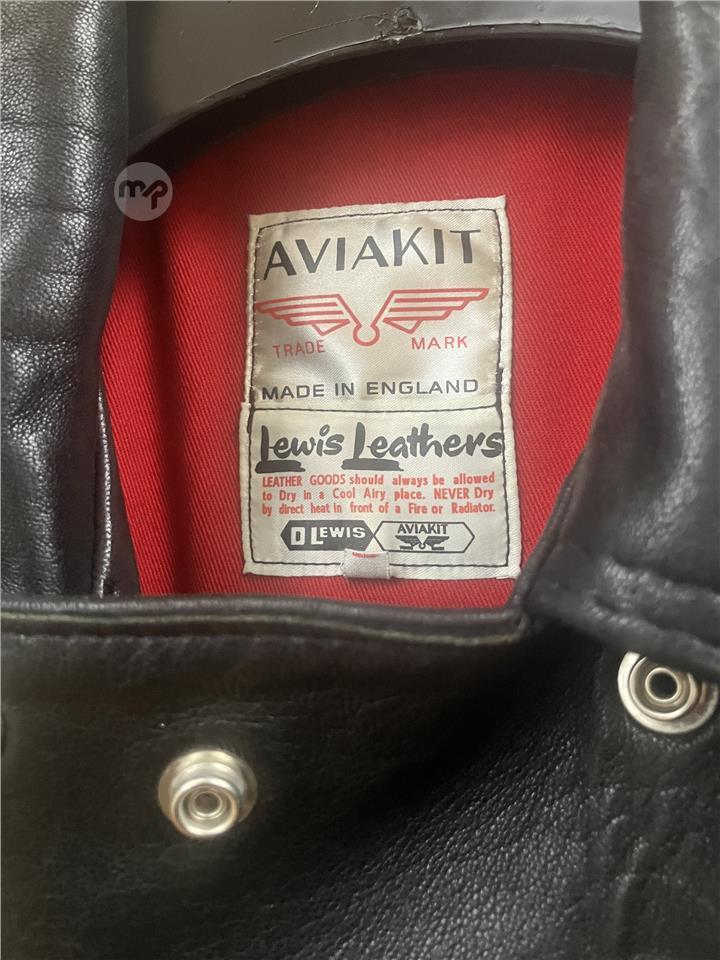 mp
AVIAKIT
TRADE MARK
MADE IN ENGLAND
Lewis Leathers
LEATHER GOODS should always be allowed
to Dry in a Cool Airy place. NEVER Dry
by direct heat in front of a Fire or Radiator.
D LEWIS AVIAKIT